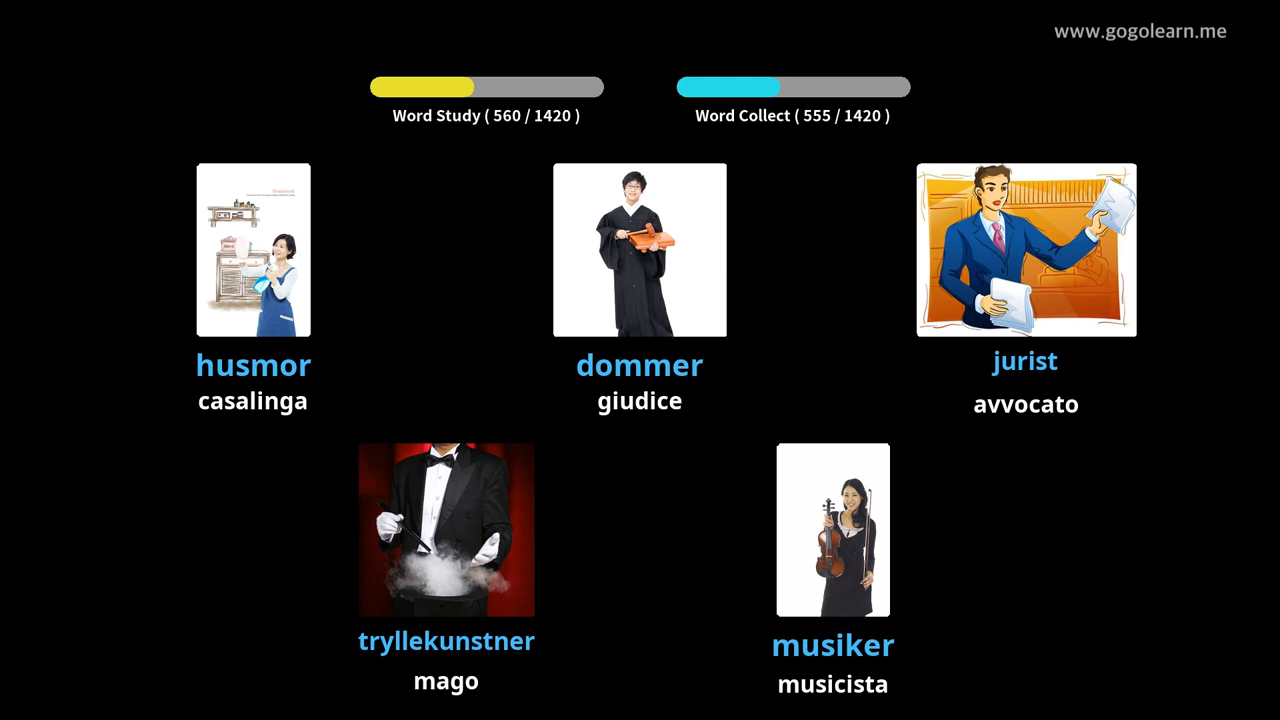 www.gogolearn.me
Word Study ( 560 / 1420 )
Word Collect ( 555 / 1420 )
husmor
casalinga
dommer
giudice
jurist
avvocato
tryllekunstner
mago
musiker
musicista